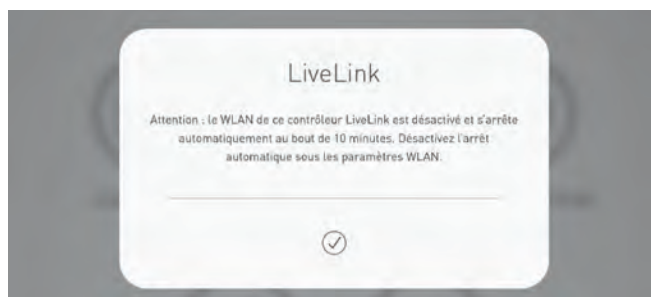 LiveLink
Attention : le WLAN de ce contrôleur LiveLink est désactivé et s'arrête
automatiquement au bout de 10 minutes. Désactivez l'arrêt
automatique sous les paramètres WLAN.